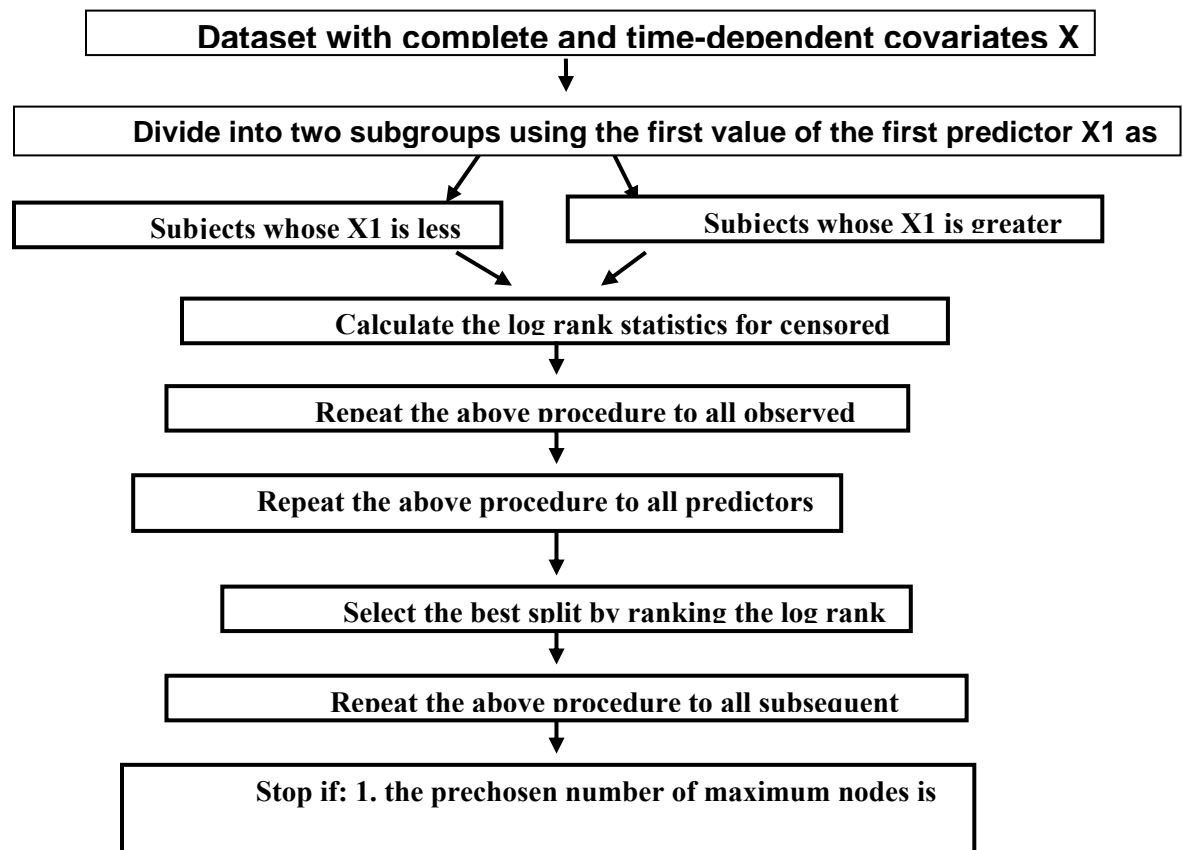 Dataset with complete and time-dependent covariates X
Divide into two subgroups using the first value of the first predictor X1 as
Subjects whose X1 is less
Subjects whose X1 is greater
Calculate the log rank statistics for censored
Repeat the above procedure to all observed
Repeat the above procedure to all predictors
Select the best split by ranking the log rank
Repeat the above procedure to all subsequent
Stop if: 1. the prechosen number of maximum nodes is